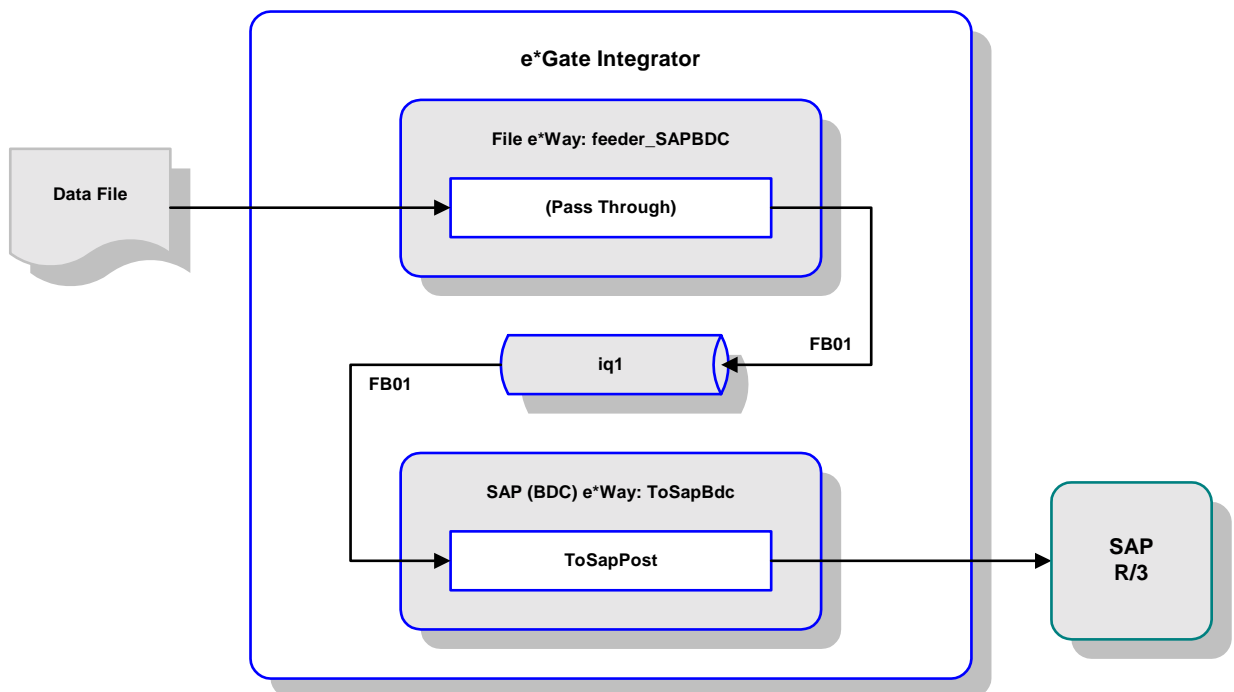 e*Gate Integrator
File e*Way: feeder_SAPBDC
Data File
(Pass Through)
FB01
iq1
FB01
SAP (BDC) e*Way: ToSapBdc
ToSapPost
SAP
R/3